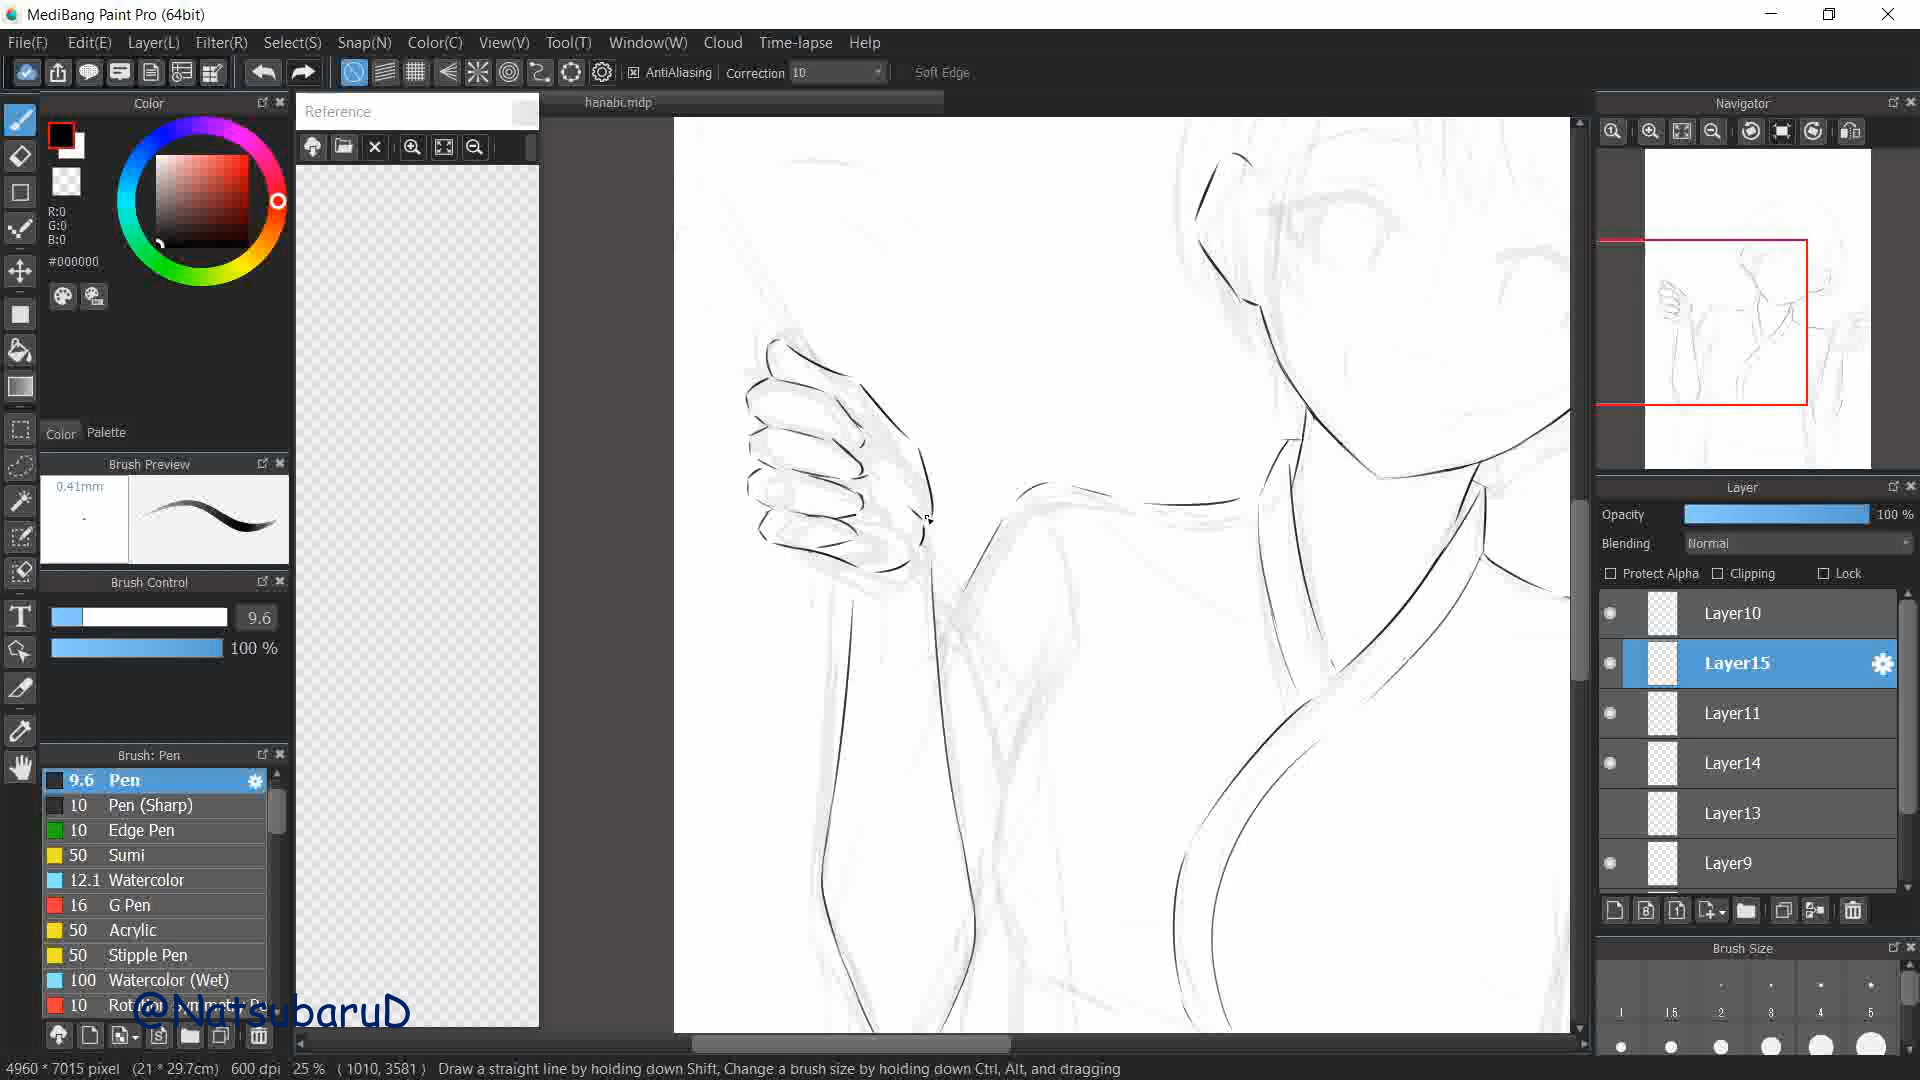 MediBang Paint Pro (64bit)
File(F) Edit(E) Layer(L) Filter(R) Select(S) Snap(N) Color(C) View(V) Tool(T) Window(W) Cloud Time-lapse Help
AntiAliasing Correction 10 Soft Edge
Color
R:0
G:0
B:0
#000000
Color Palette
Brush Preview
0.41mm
Brush Control
9.6
100 %
Brush: Pen
9.6 Pen
10 Pen (Sharp)
10 Edge Pen
50 Sumi
12.1 Watercolor
16 G Pen
50 Acrylic
50 Stipple Pen
100 Watercolor (Wet)
10
@NatsubaruD
Reference
hanabi.mdp
Navigator
Layer
Opacity 100 %
Blending Normal
Protect Alpha Clipping Lock
Layer10
Layer15
Layer11
Layer14
Layer13
Layer9
Brush Size
1 1.5 2 3 4 5
4960 * 7015 pixel (21 * 29.7cm) 600 dpi 25 % ( 1010, 3581 ) Draw a straight line by holding down Shift, Change a brush size by holding down Ctrl, Alt, and dragging